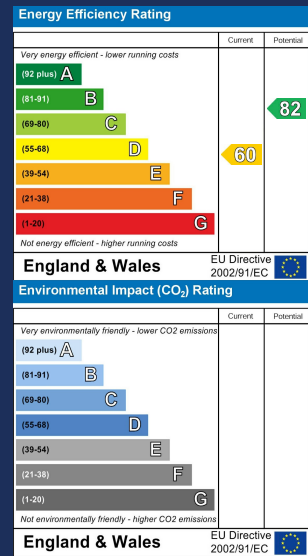 Energy Efficiency Rating
Current Potential
Very energy efficient - lower running costs
(92 plus) A
(81-91) B
82
(69-80) C
(55-68) D
60
(39-54) E
(21-38) F
(1-20) G
Not energy efficient - higher running costs
England & Wales
EU Directive
2002/91/EC
Environmental Impact (CO2) Rating
Current Potential
Very environmentally friendly - lower CO2 emissions
(92 plus) A
(81-91) B
(69-80) C
(55-68) D
(39-54) E
(21-38) F
(1-20) G
Not environmentally friendly - higher CO2 emissions
England & Wales
EU Directive
2002/91/EC